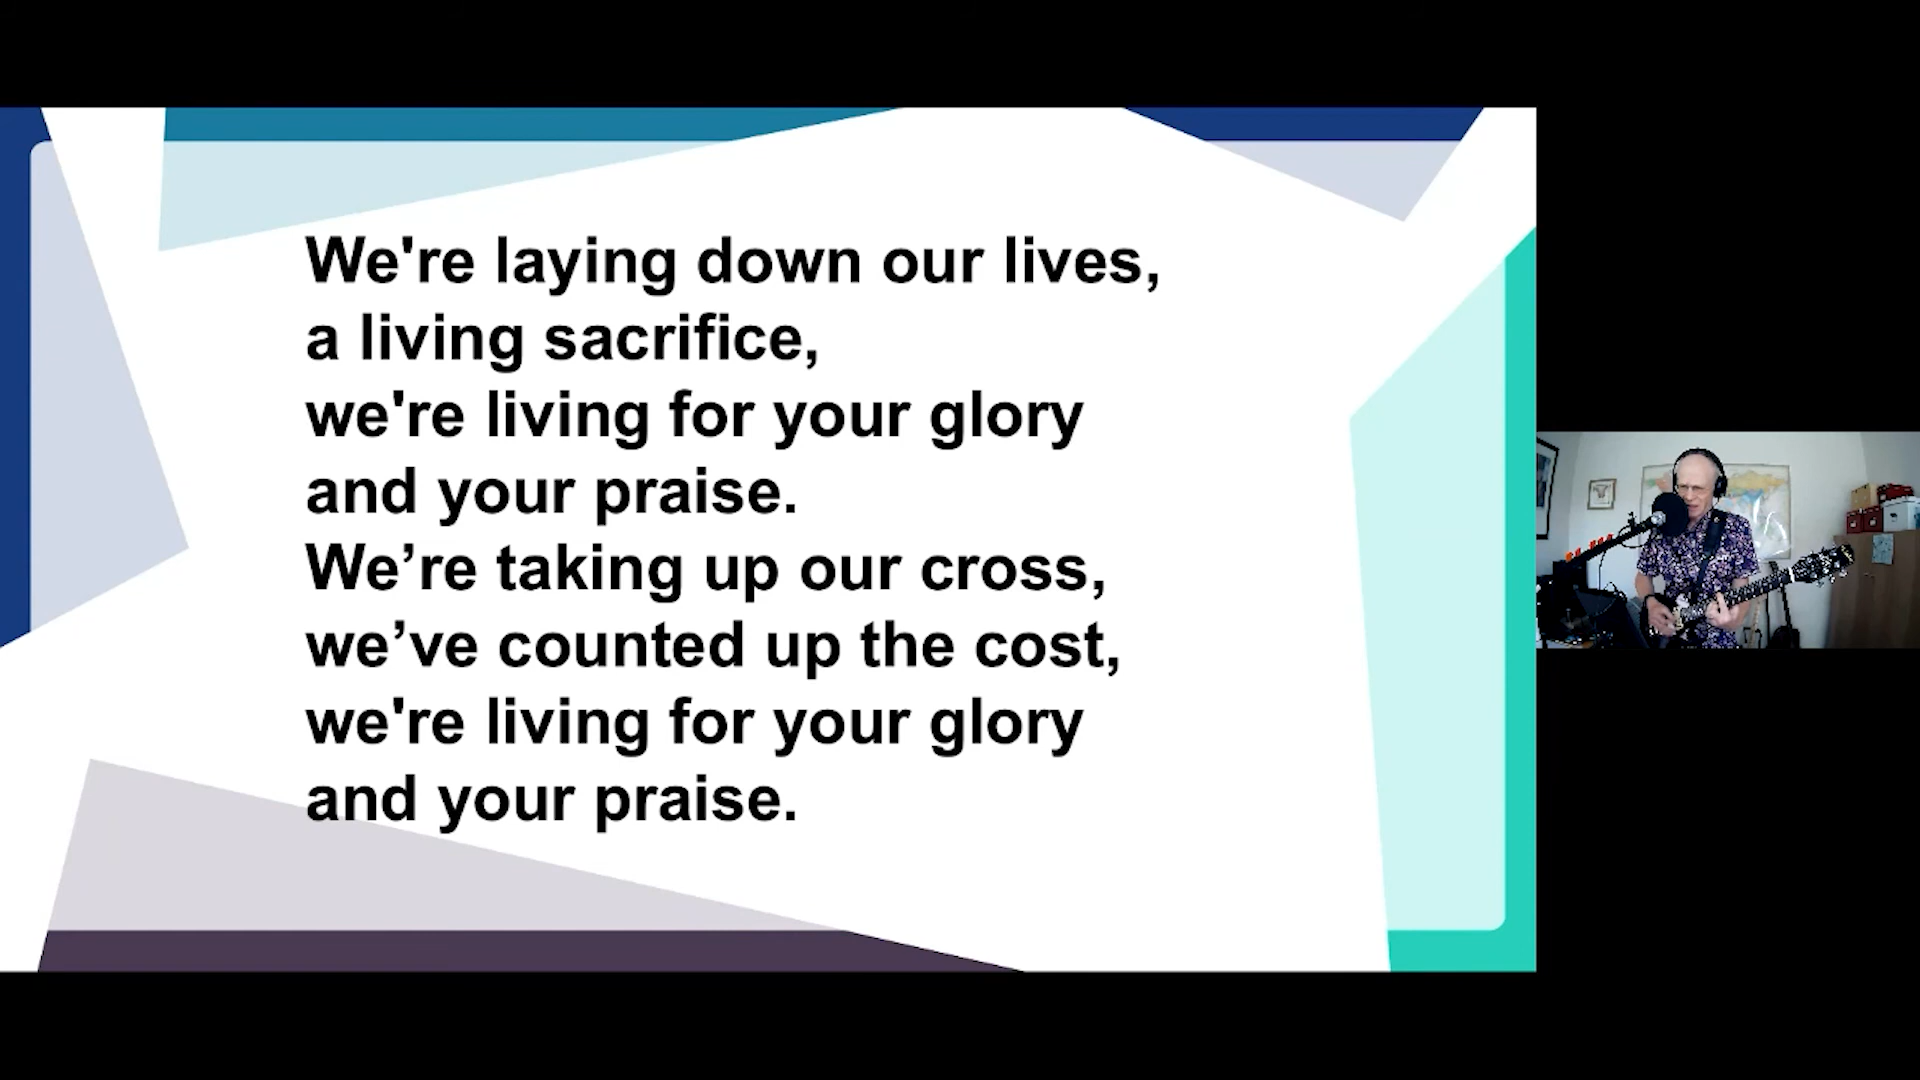 We're laying down our lives,
a living sacrifice,
we're living for your glory
and your praise.
We’re taking up our cross,
we’ve counted up the cost,
we're living for your glory
and your praise.